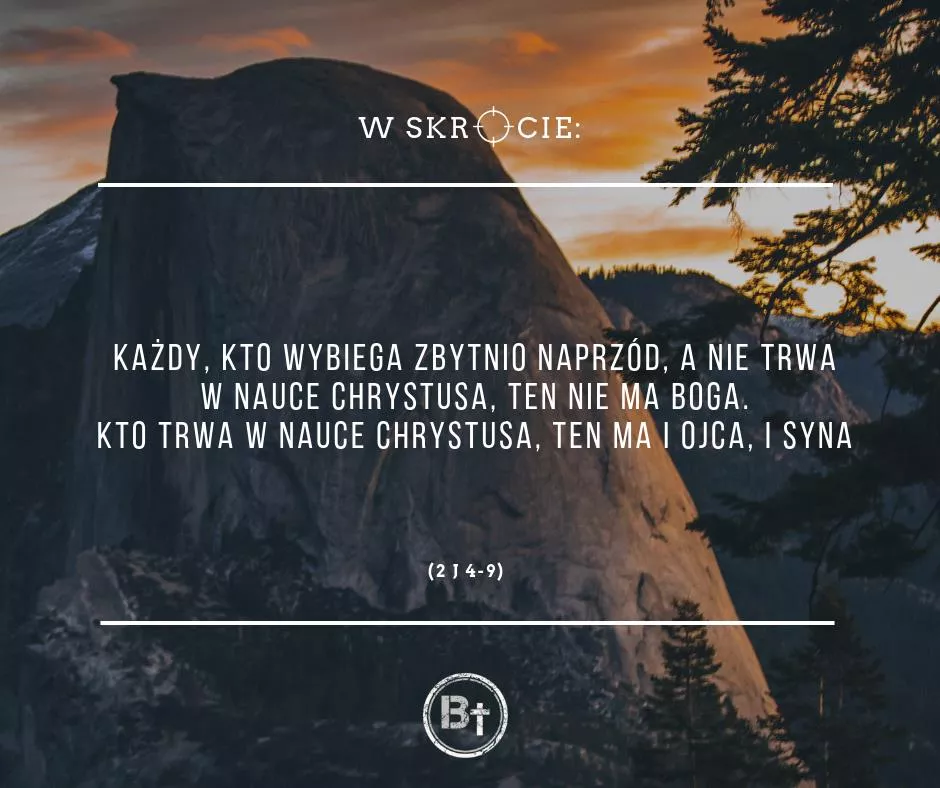 W SKRÓCIE:
KAŻDY, KTO WYBIEGA ZBYTNIO NAPRZÓD, A NIE TRWA
W NAUCE CHRYSTUSA, TEN NIE MA BOGA.
KTO TRWA W NAUCE CHRYSTUSA, TEN MA I OJCA, I SYNA
(2 J 4-9)
Bt